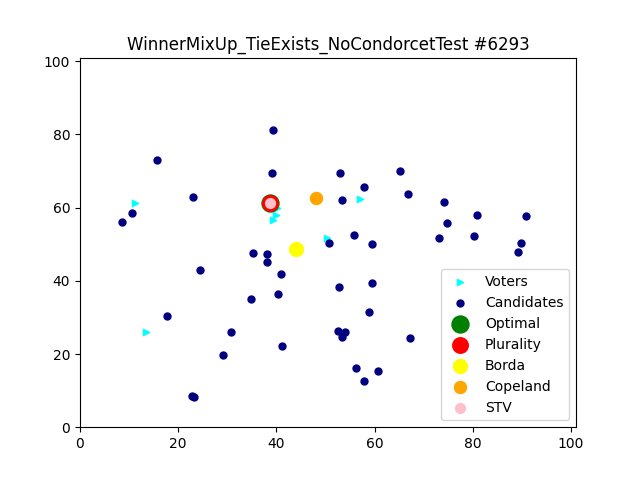 WinnerMixUp_TieExists_NoCondorcetTest #6293
100
80
60
40
20
0
0 20 40 60 80 100
Voters
Candidates
Optimal
Plurality
Borda
Copeland
STV